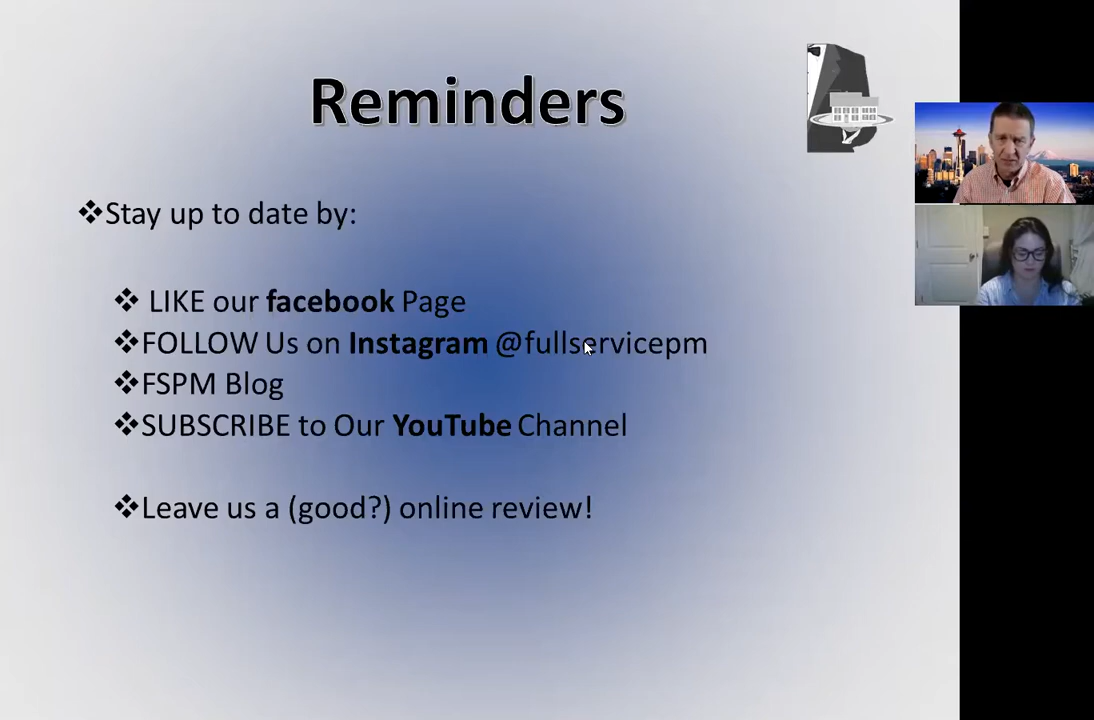 Reminders
❖Stay up to date by:
❖ LIKE our facebook Page
❖FOLLOW Us on Instagram @fullservicepm
❖FSPM Blog
❖SUBSCRIBE to Our YouTube Channel
❖Leave us a (good?) online review!